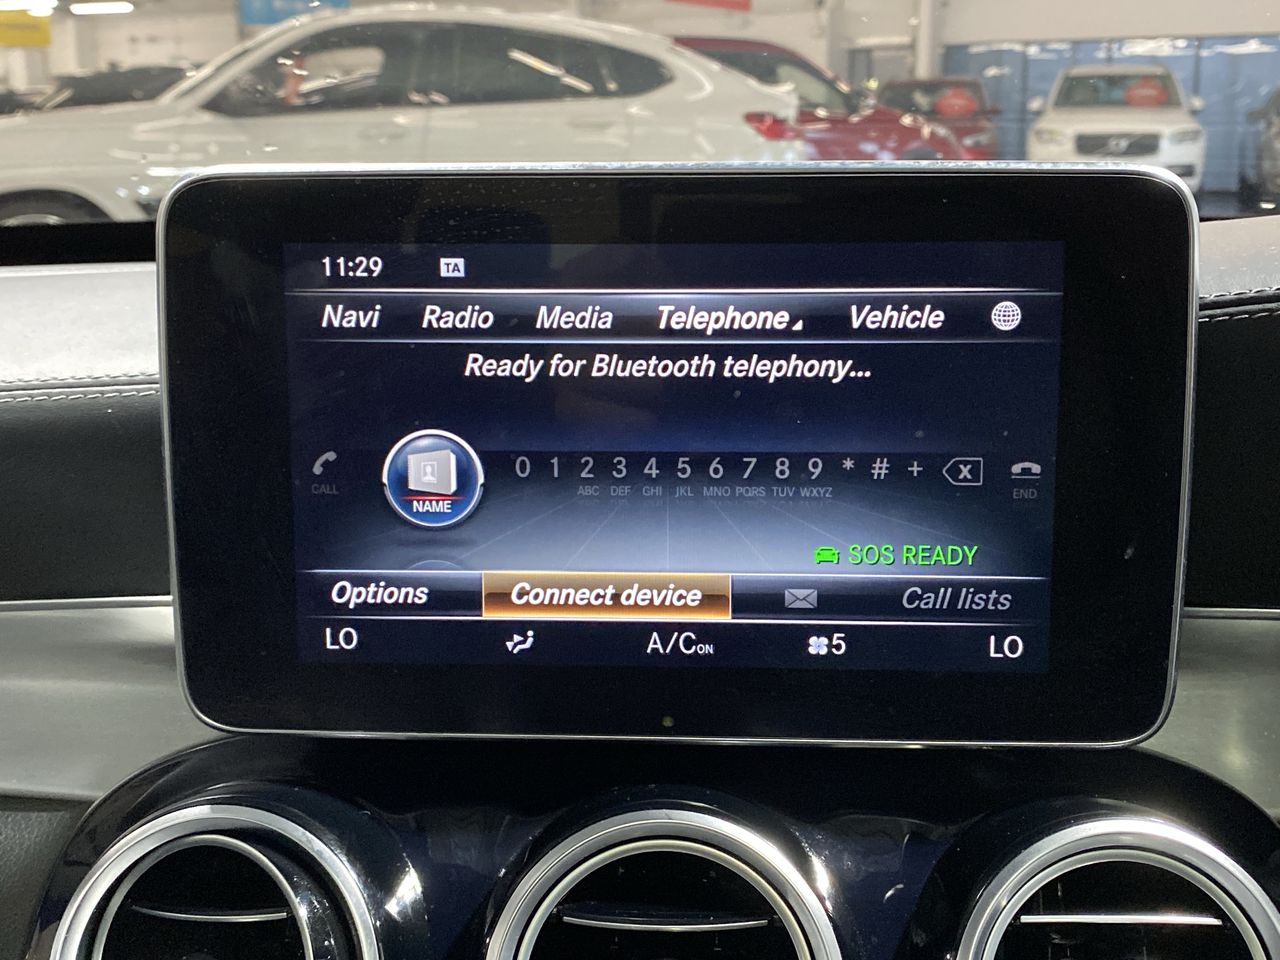 11:29 TA
Navi Radio Media Telephone Vehicle
Ready for Bluetooth telephony...
CALL NAME 0 1 2 3 4 5 6 7 8 9 * # + X END
ABC DEF GHI JKL MNO PQRS TUV WXYZ
SOS READY
Options Connect device Call lists
LO A/C ON 5 LO